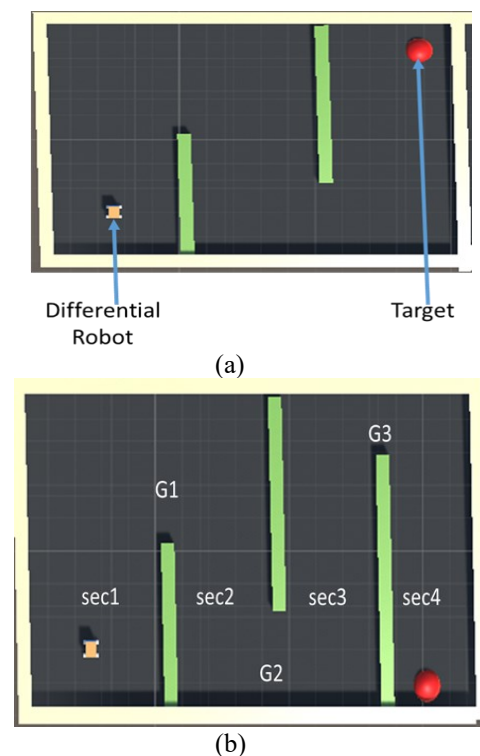 Differential
Robot
Target
(a)
G3
G1
sec1
sec2
sec3
sec4
G2
(b)